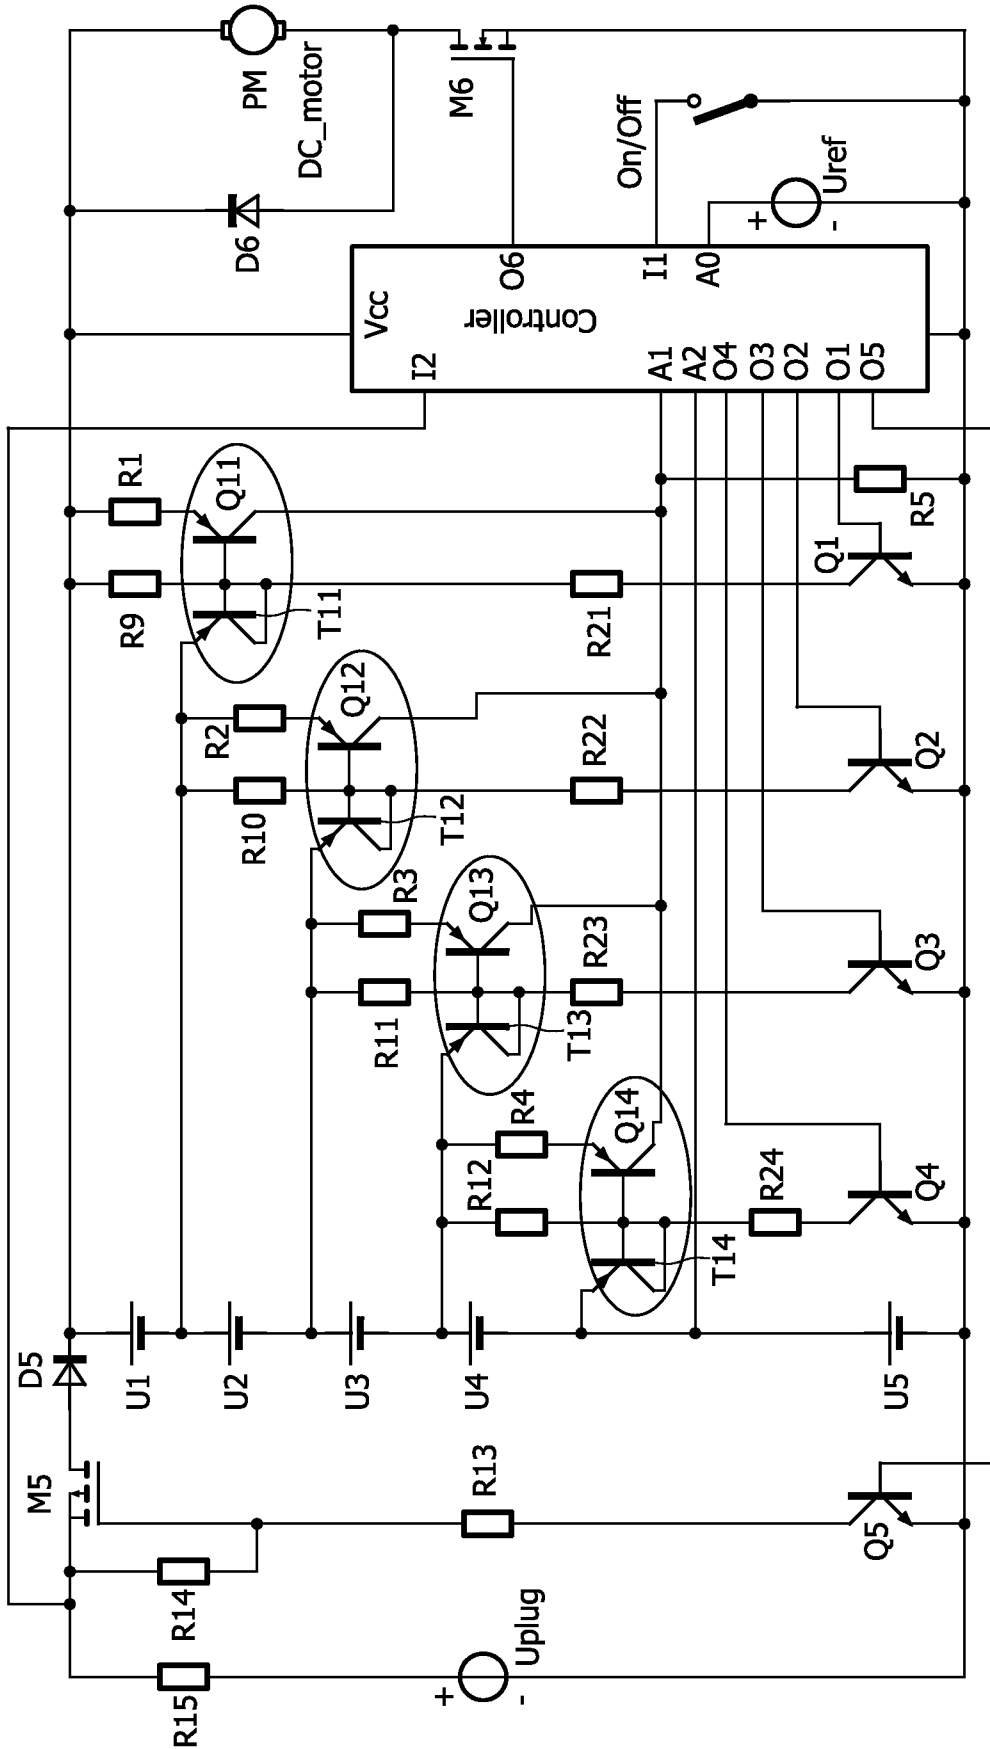 PM
DC_motor
D6
M6
On/Off
+
Uref
-
Vcc
O6
I1
A0
Controller
I2
A1
A2
O4
O3
O2
O1
O5
R1
Q11
R9
T11
R5
Q1
R21
R2
Q12
R10
T12
R22
Q2
R3
Q13
R11
T13
R23
Q3
R4
Q14
R12
T14
R24
Q4
D5
U1
U2
U3
U4
U5
M5
R13
R14
Q5
R15
+
Uplug
-